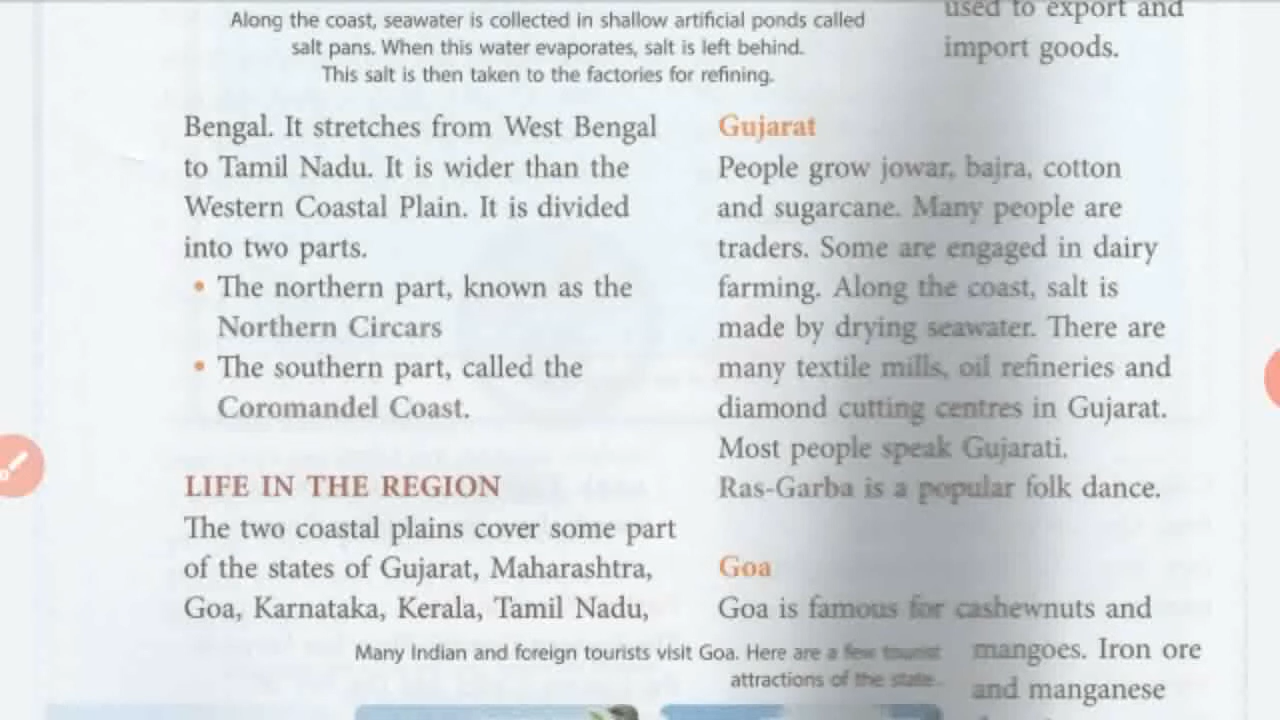 Along the coast, seawater is collected in shallow artificial ponds called
salt pans. When this water evaporates, salt is left behind.
This salt is then taken to the factories for refining.
Bengal. It stretches from West Bengal
to Tamil Nadu. It is wider than the
Western Coastal Plain. It is divided
into two parts.
• The northern part, known as the
Northern Circars
• The southern part, called the
Coromandel Coast.
LIFE IN THE REGION
The two coastal plains cover some part
of the states of Gujarat, Maharashtra,
Goa, Karnataka, Kerala, Tamil Nadu,
used to export and
import goods.
Gujarat
People grow jowar, bajra, cotton
and sugarcane. Many people are
traders. Some are engaged in dairy
farming. Along the coast, salt is
made by drying seawater. There are
many textile mills, oil refineries and
diamond cutting centres in Gujarat.
Most people speak Gujarati.
Ras-Garba is a popular folk dance.
Goa
Goa is famous for cashewnuts and
mangoes. Iron ore
and manganese
Many Indian and foreign tourists visit Goa. Here are a few tourist
attractions of the state.